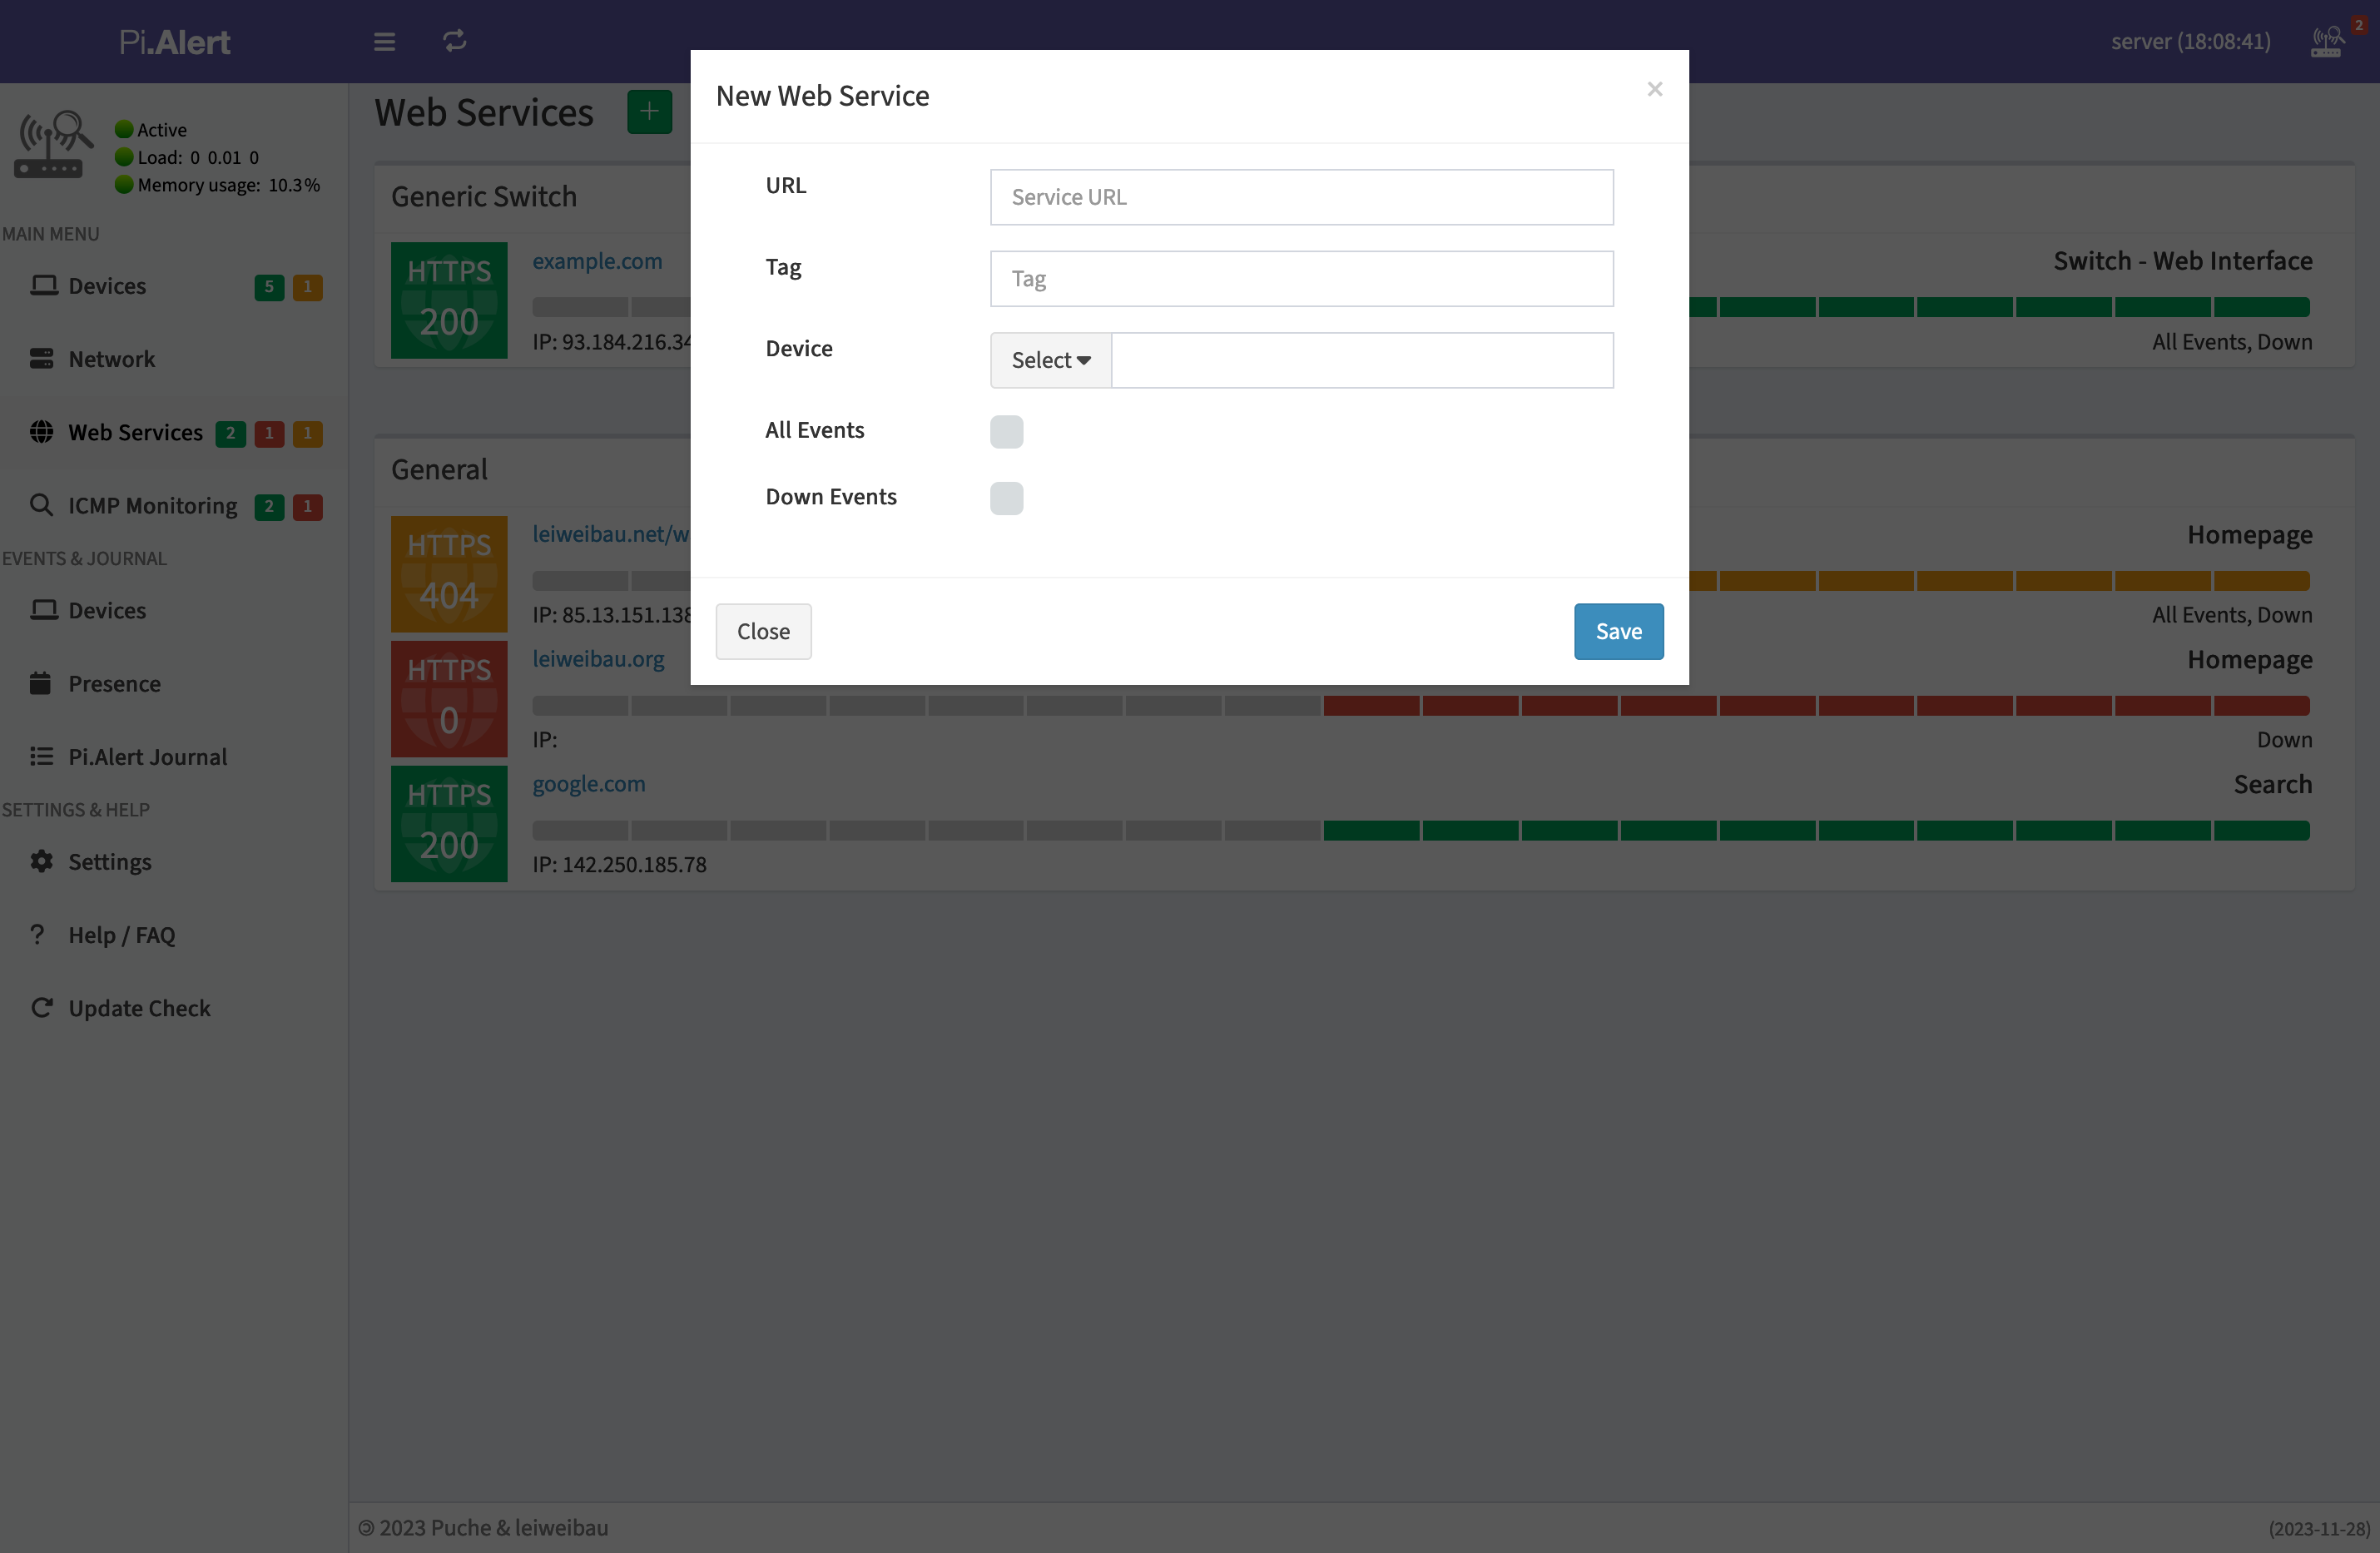 Pi.Alert
server (18:08:41)
2
Active
Load: 0 0.01 0
Memory usage: 10.3%
MAIN MENU
Devices 5 1
Network
Web Services 2 1 1
ICMP Monitoring 2 1
EVENTS & JOURNAL
Devices
Presence
Pi.Alert Journal
SETTINGS & HELP
Settings
? Help / FAQ
Update Check
Web Services +
Generic Switch
HTTPS
200
example.com
Switch - Web Interface
IP: 93.184.216.34
All Events, Down
General
HTTPS
404
leiweibau.net/w
Homepage
IP: 85.13.151.138
All Events, Down
HTTPS
0
leiweibau.org
Homepage
IP:
Down
HTTPS
200
google.com
Search
IP: 142.250.185.78
New Web Service ×
URL Service URL
Tag Tag
Device Select
All Events
Down Events
Close Save
© 2023 Puche & leiweibau
(2023-11-28)